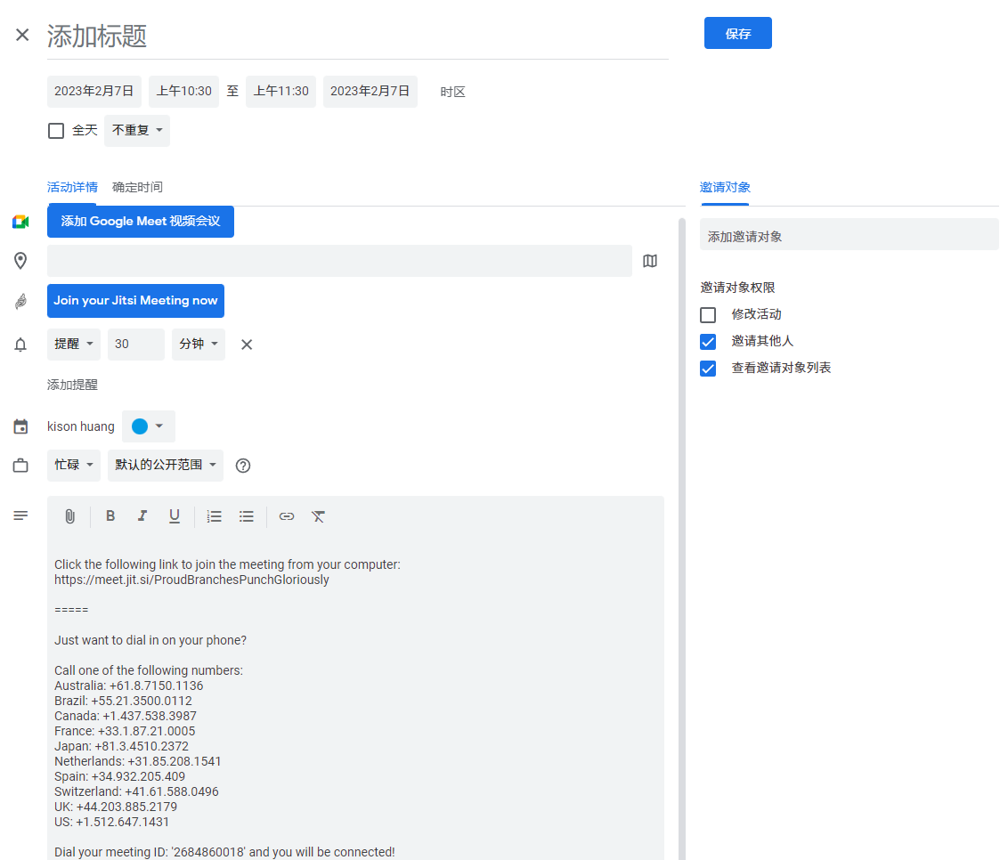 添加标题
保存
2023年2月7日 上午10:30 至 上午11:30 2023年2月7日 时区
全天 不重复
活动详情 确定时间
邀请对象
添加 Google Meet 视频会议
添加邀请对象
Join your Jitsi Meeting now
邀请对象权限
修改活动
提醒 30 分钟
邀请其他人
查看邀请对象列表
添加提醒
kison huang
忙碌 默认的公开范围
B I U
Click the following link to join the meeting from your computer:
https://meet.jit.si/ProudBranchesPunchGloriously
=====
Just want to dial in on your phone?
Call one of the following numbers:
Australia: +61.8.7150.1136
Brazil: +55.21.3500.0112
Canada: +1.437.538.3987
France: +33.1.87.21.0005
Japan: +81.3.4510.2372
Netherlands: +31.85.208.1541
Spain: +34.932.205.409
Switzerland: +41.61.588.0496
UK: +44.203.885.2179
US: +1.512.647.1431
Dial your meeting ID: '2684860018' and you will be connected!